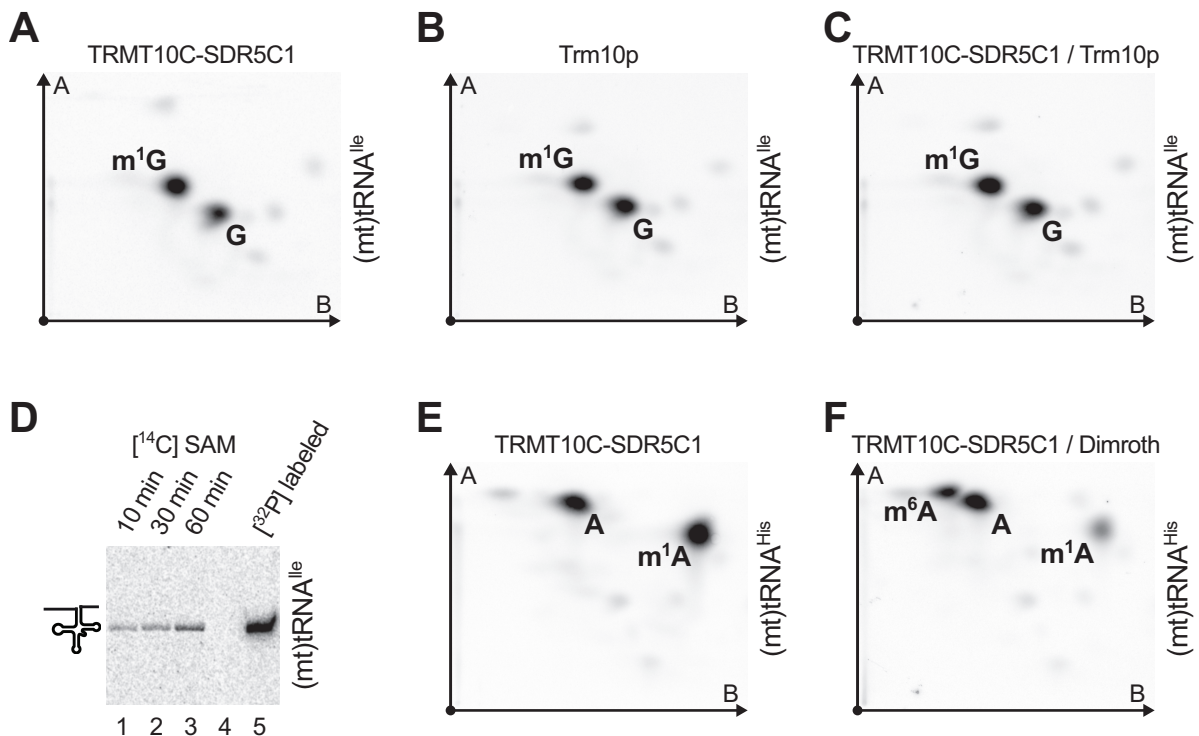 A
TRMT10C-SDR5C1
A
m¹G
G
B
(mt)tRNAᴵˡᵉ
B
Trm10p
A
m¹G
G
B
(mt)tRNAᴵˡᵉ
C
TRMT10C-SDR5C1 / Trm10p
A
m¹G
G
B
(mt)tRNAᴵˡᵉ
D
[¹⁴C] SAM
10 min
30 min
60 min
[³²P] labeled
(mt)tRNAᴵˡᵉ
1 2 3 4 5
E
TRMT10C-SDR5C1
A
A
m¹A
B
(mt)tRNAᴴⁱˢ
F
TRMT10C-SDR5C1 / Dimroth
A
m⁶A
A
m¹A
B
(mt)tRNAᴴⁱˢ